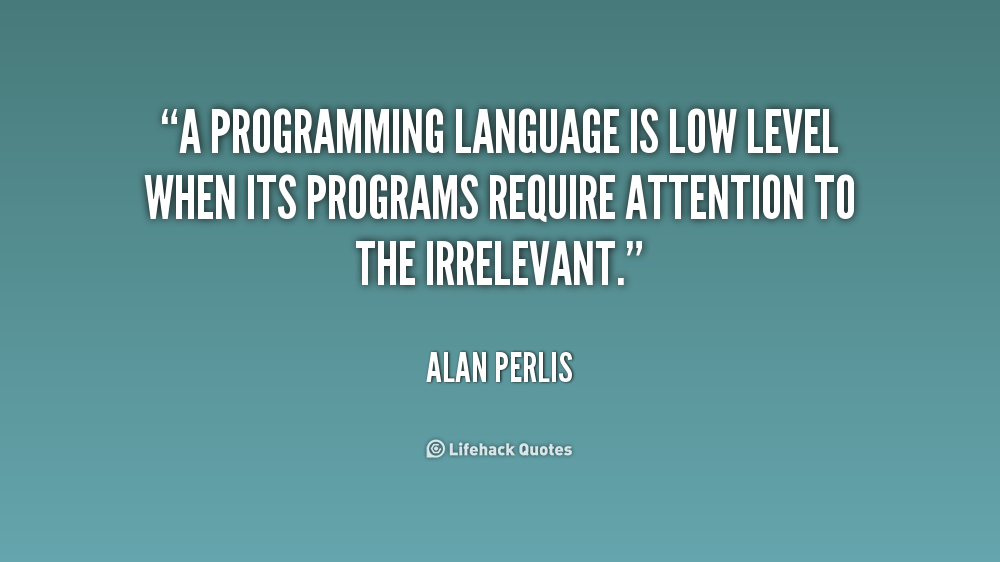 “A PROGRAMMING LANGUAGE IS LOW LEVEL
WHEN ITS PROGRAMS REQUIRE ATTENTION TO
THE IRRELEVANT.”
ALAN PERLIS
Lifehack Quotes